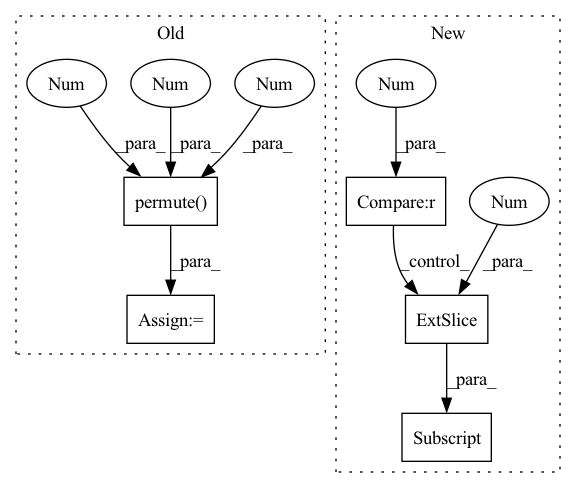 Old
New
Num
Num
Num
Num
_para_
_para_
_para_
_para_
permute()
Compare:r
Num
_para_
_control_
_para_
Assign:=
ExtSlice
_para_
Subscript